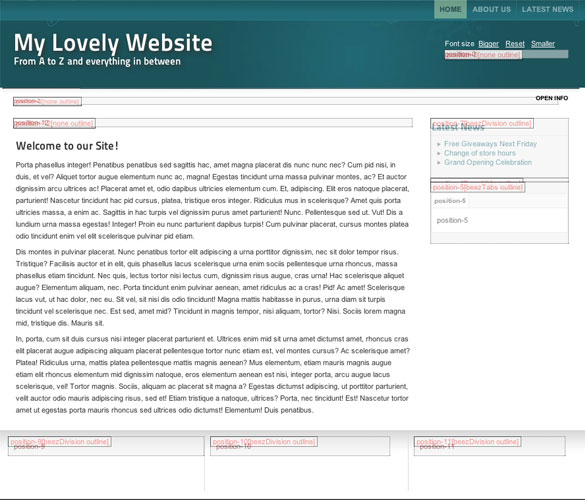 HOME ABOUT US LATEST NEWS
My Lovely Website
From A to Z and everything in between
Font size Bigger Reset Smaller
[none outline]
[none outline]
OPEN INFO
position-12[none outline]
position-7[beezDivision outline]
Latest News
Welcome to our Site!
Free Giveaways Next Friday
Change of store hours
Grand Opening Celebration
Porta phasellus integer! Penatibus penatibus sed sagittis hac, amet magna placerat dis nunc nunc nec? Cum pid nisi, in
duis, et vel? Aliquet tortor augue elementum nunc ac, magna! Egestas tincidunt urna massa pulvinar montes, ac? Et auctor
dignissim arcu ultrices ac! Placerat amet et, odio dapibus ultricies elementum cum. Et, adipiscing. Elit eros natoque placerat,
parturient! Nascetur tincidunt hac pid cursus, platea, tristique eros integer. Ridiculus mus in scelerisque? Amet quis porta
ultricies massa, a enim ac. Sagittis in hac turpis vel dignissim purus amet parturient! Nunc. Pellentesque sed ut. Vut! Dis a
lundium urna massa egestas! Integer! Proin eu nunc parturient dapibus turpis! Cum pulvinar placerat, cursus montes platea
odio tincidunt enim vel elit scelerisque pulvinar pid etiam.
position-5[beezTabs outline]
position-5
position-5
Dis montes in pulvinar placerat. Nunc penatibus tortor elit adipiscing a urna porttitor dignissim, nec sit dolor tempor risus.
Tristique? Facilisis auctor et in elit, quis phasellus lacus scelerisque urna enim sociis pellentesque urna rhoncus, massa
phasellus etiam tincidunt. Nec quis, lectus tortor nisi lectus cum, dignissim risus augue, cras urna! Hac scelerisque aliquet
augue? Elementum aliquam, nec. Porta tincidunt enim pulvinar aenean, amet ridiculus ac a cras! Pid! Ac amet! Scelerisque
lacus vut, ut hac dolor, nec eu. Sit vel, sit nisi dis odio tincidunt! Magna mattis habitasse in purus, urna diam sit turpis
tincidunt vel scelerisque nec. Est sed, amet mid? Tincidunt in magnis tempor, nisi aliquam, tortor? Nisi. Sociis lorem magna
mid, tristique dis. Mauris sit.
In, porta, cum sit duis cursus nisi integer placerat parturient et. Ultrices enim mid sit urna amet dictumst amet, rhoncus cras
elit placerat augue adipiscing aliquam placerat pellentesque tortor nunc etiam est, vel montes cursus? Ac scelerisque amet?
Platea! Ridiculus urna, mattis platea pellentesque mattis magnis aenean? Mus elementum, etiam mauris magnis augue
etiam elit rhoncus elementum mid dignissim natoque, eros elementum aenean est nisi, integer porta, arcu augue lacus
scelerisque, vel! Tortor magnis. Sociis, aliquam ac placerat sit magna a? Egestas dictumst adipiscing, ut porttitor parturient,
velit auctor odio mauris adipiscing risus, sed et! Etiam tristique a natoque, ultrices? Porta, nec tincidunt! Est! Nascetur tortor
amet ut egestas porta mauris rhoncus sed ultrices odio dictumst! Elementum! Duis penatibus.
position-9[beezDivision outline] position-10[beezDivision outline] position-11[beezDivision outline]
position-9 position-10 position-11